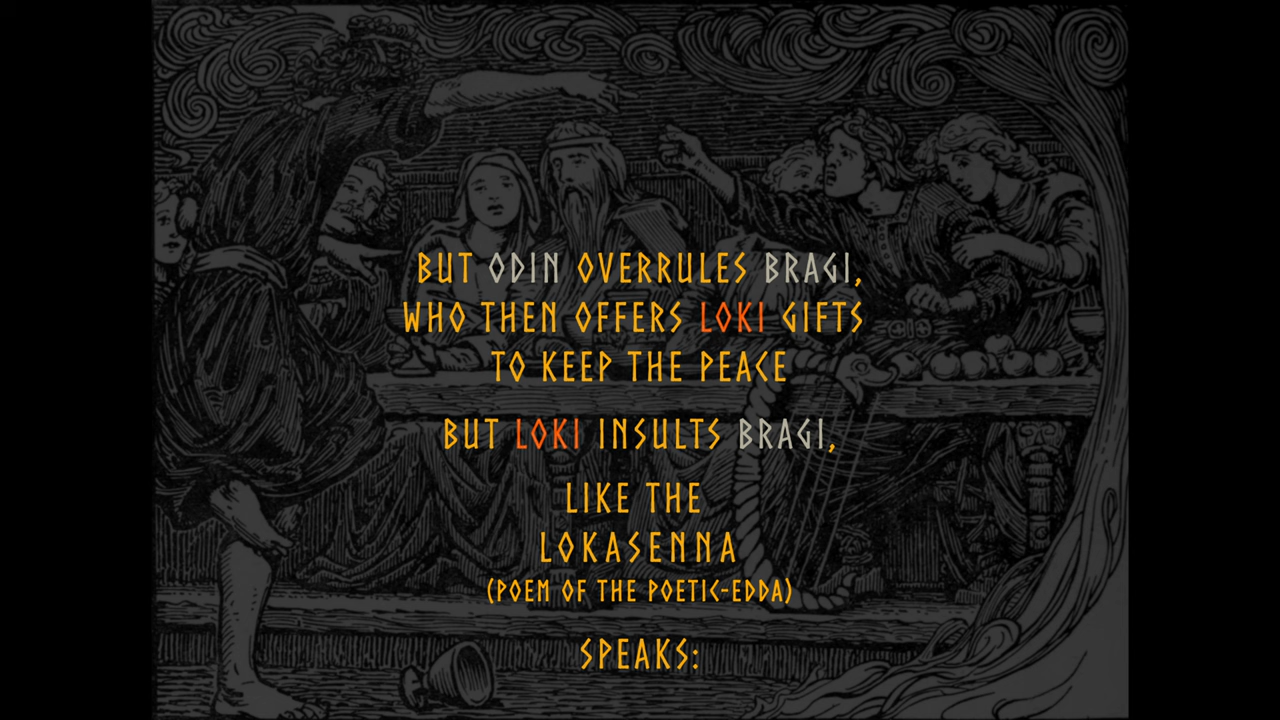 BUT ODIN OVERRULES BRAGI,
WHO THEN OFFERS LOKI GIFTS
TO KEEP THE PEACE
BUT LOKI INSULTS BRAGI,
LIKE THE
LOKASENNA
(POEM OF THE POETIC-EDDA)
SPEAKS: